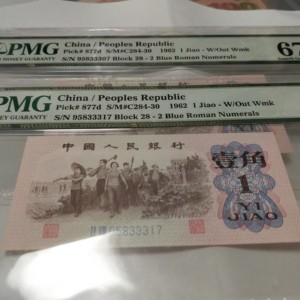 PMG
China / Peoples Republic
67
Pick# 877d S/M#C284-30 1962 1 Jiao - W/Out Wmk
S/N 95833307 Block 28 - 2 Blue Roman Numerals
PMG
China / Peoples Republic
Pick# 877d S/M#C284-30 1962 1 Jiao - W/Out Wmk
S/N 95833317 Block 28 - 2 Blue Roman Numerals
中国人民银行
壹角
1
YI
JIAO
95833317